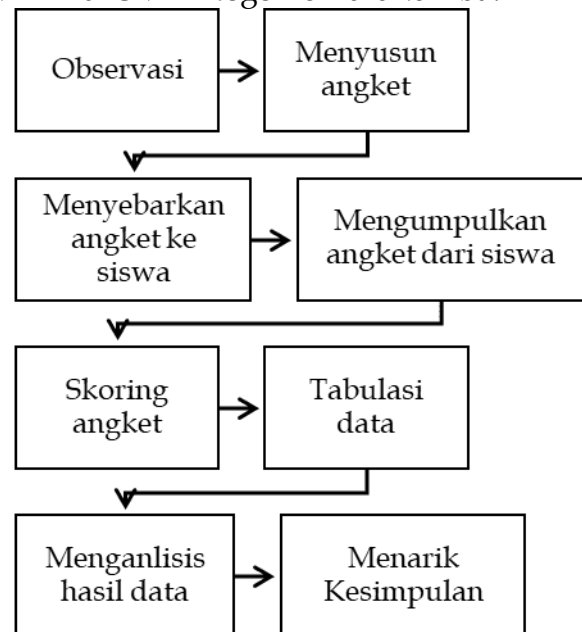 Observasi
Menyusun
angket
Menyebarkan
angket ke
siswa
Mengumpulkan
angket dari siswa
Skoring
angket
Tabulasi
data
Menganlisis
hasil data
Menarik
Kesimpulan